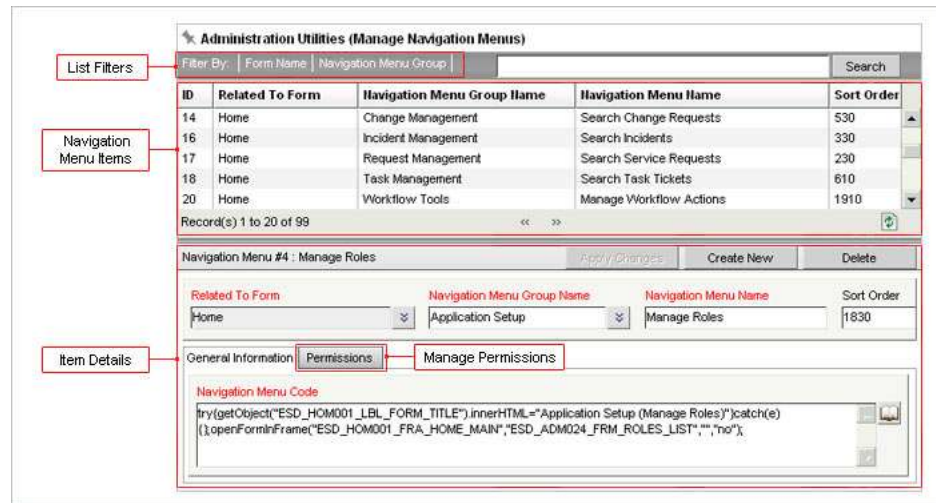 Administration Utilities (Manage Navigation Menus)
List Filters
Filter By: Form Name Navigation Menu Group Search
ID Related To Form Navigation Menu Group Name Navigation Menu Name Sort Order
14 Home Change Management Search Change Requests 530
16 Home Incident Management Search Incidents 330
Navigation Menu Items
17 Home Request Management Search Service Requests 230
18 Home Task Management Search Task Tickets 610
20 Home Workflow Tools Manage Workflow Actions 1910
Record(s) 1 to 20 of 99 << >>
Navigation Menu #4 : Manage Roles Apply Changes Create New Delete
Related To Form Navigation Menu Group Name Navigation Menu Name Sort Order
Home Application Setup Manage Roles 1830
Item Details
General Information Permissions Manage Permissions
Navigation Menu Code
try{getObject("ESD_HOM001_LBL_FORM_TITLE").innerHTML="Application Setup (Manage Roles)"}catch(e)
{};openFormInFrame("ESD_HOM001_FRA_HOME_MAIN","ESD_ADM024_FRM_ROLES_LIST","","no");